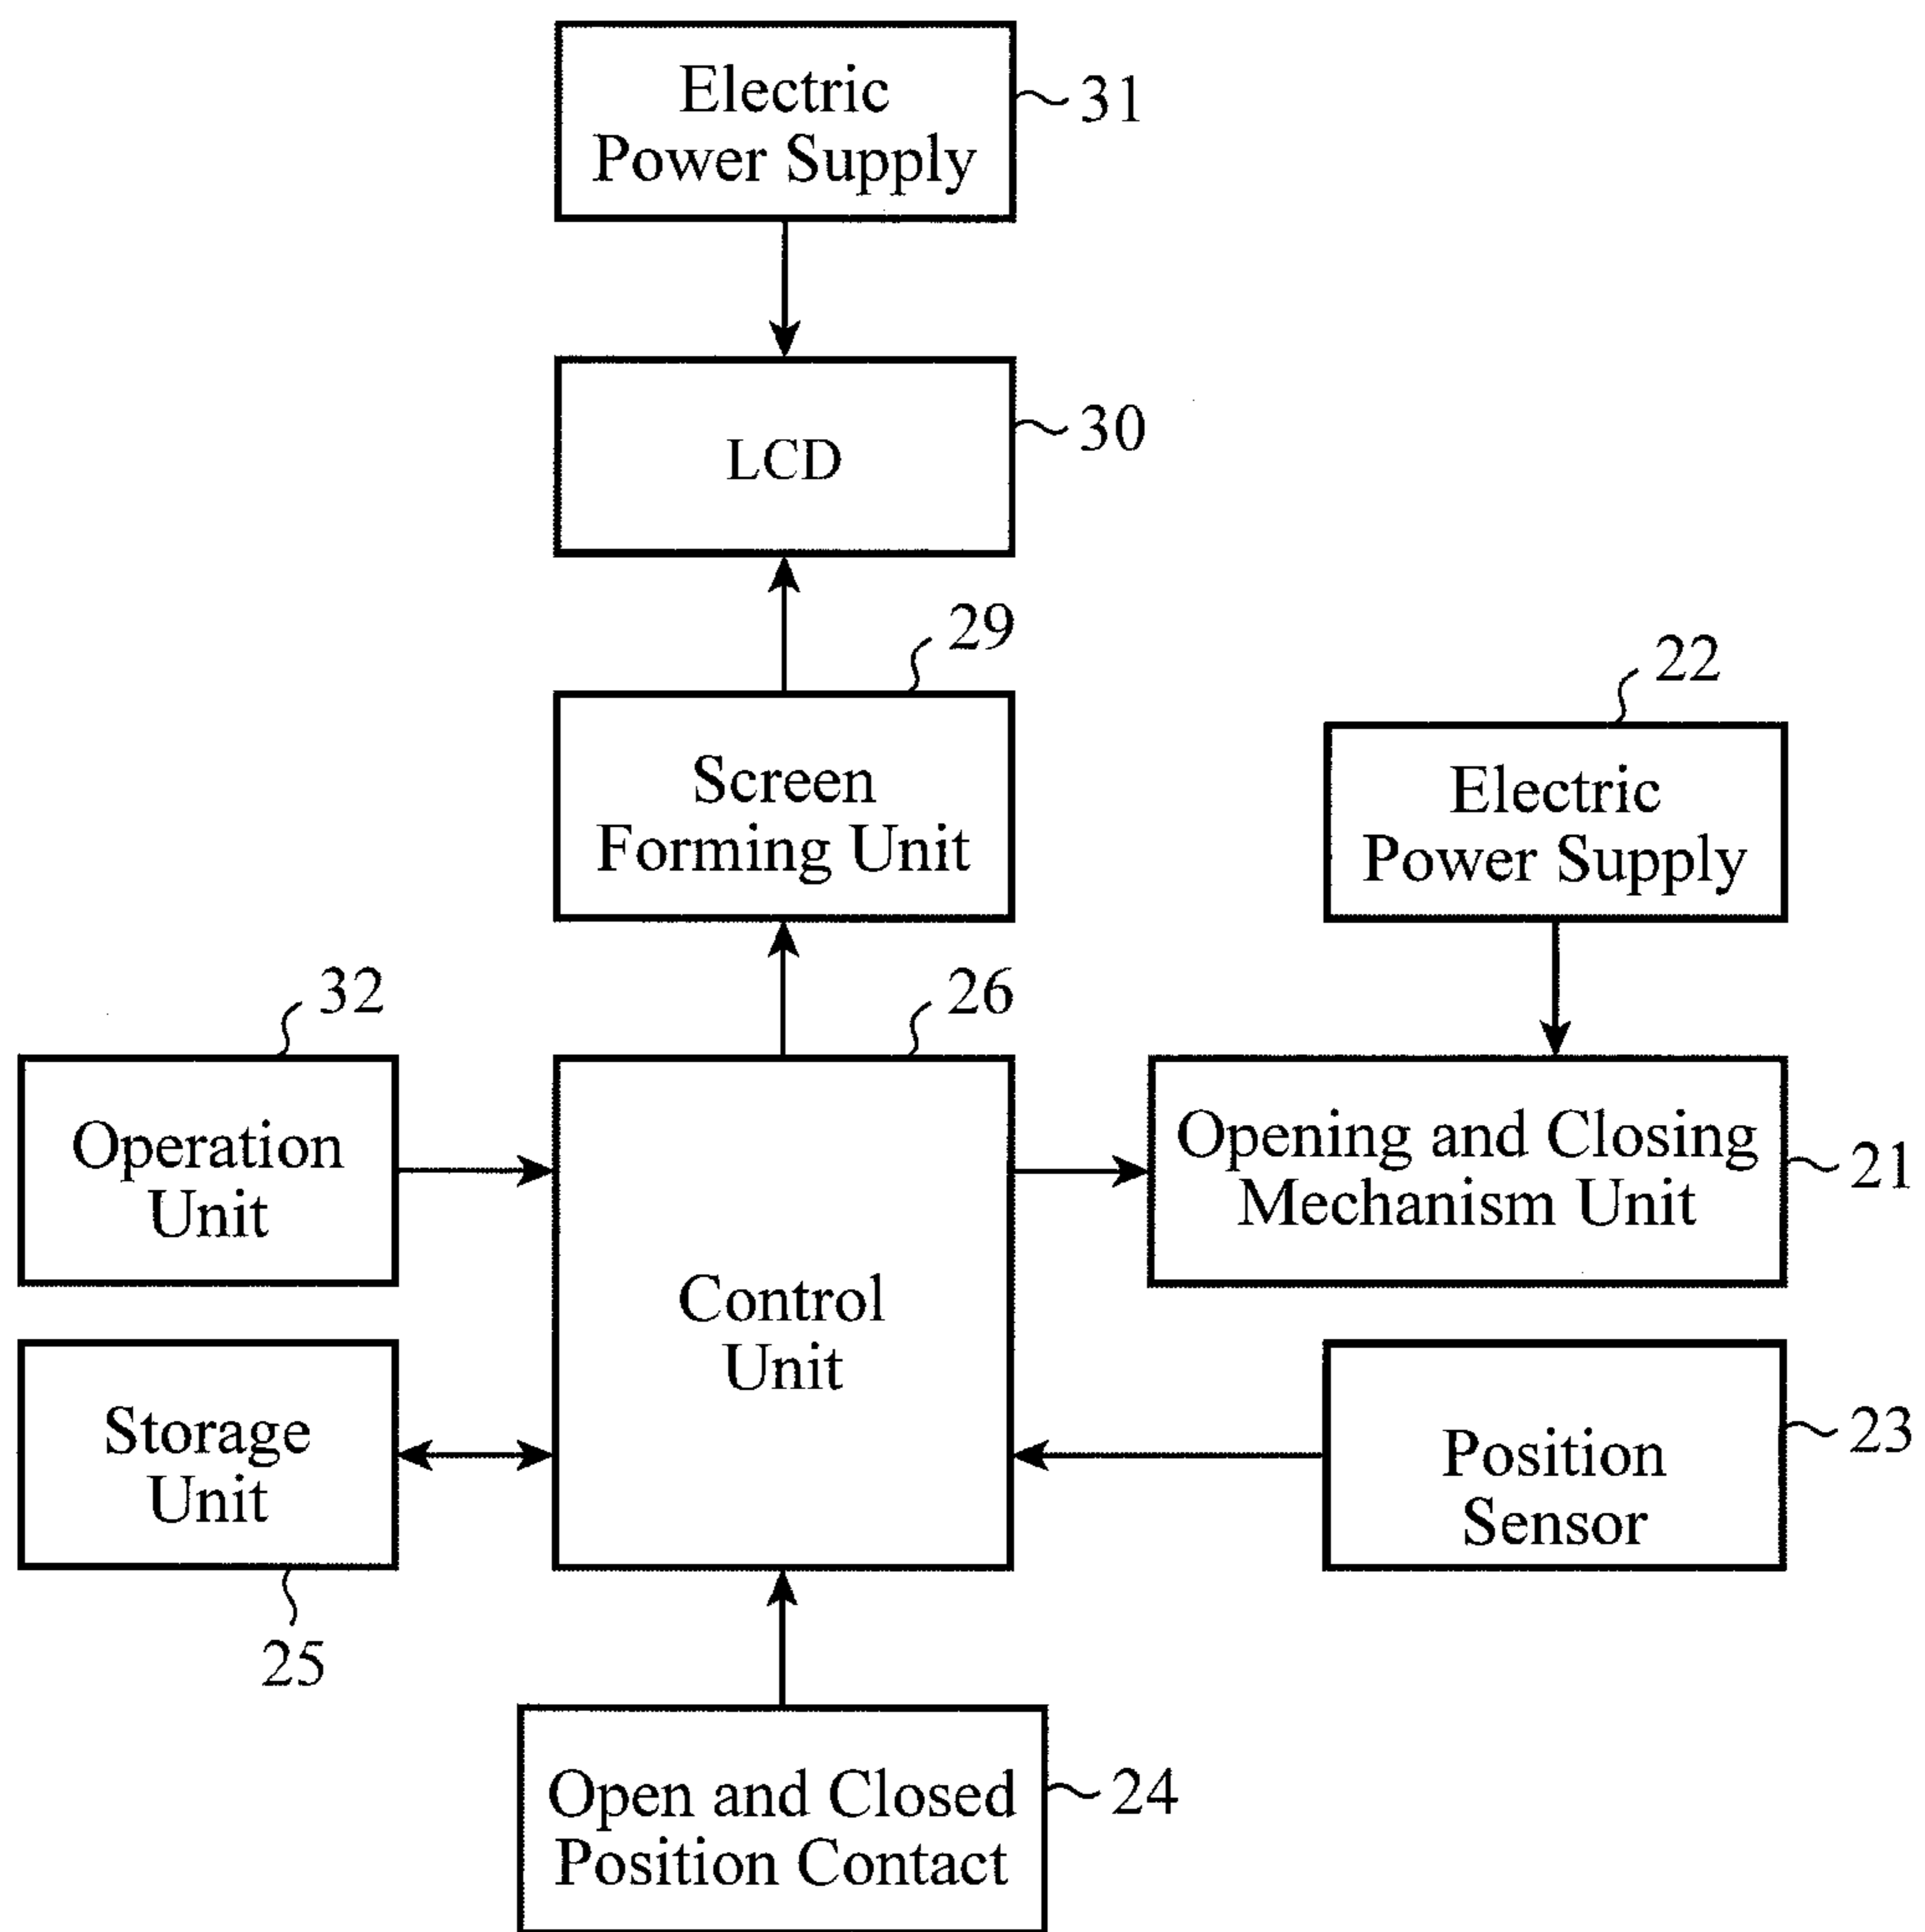 Electric
Power Supply
31
LCD
30
29
Screen
Forming Unit
22
Electric
Power Supply
32
26
Operation
Unit
Control
Unit
Opening and Closing
Mechanism Unit
21
Storage
Unit
25
Position
Sensor
23
Open and Closed
Position Contact
24